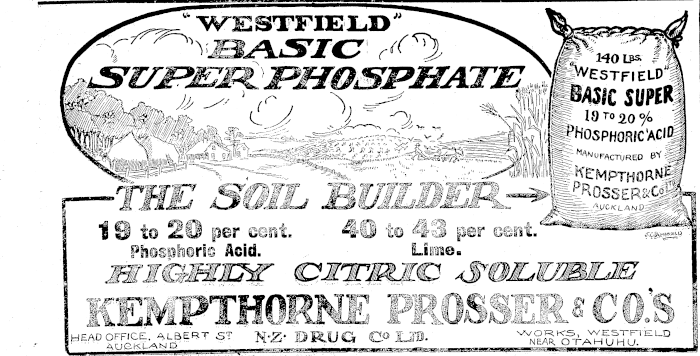 "WESTFIELD"
BASIC
SUPER PHOSPHATE
140 LBS.
"WESTFIELD"
BASIC SUPER
19 TO 20 %
PHOSPHORIC ACID
MANUFACTURED BY
KEMPTHORNE
PROSSER & CO LTD
AUCKLAND
THE SOIL BUILDER
19 to 20 per cent.
Phosphoric Acid.
40 to 43 per cent.
Lime.
HIGHLY CITRIC SOLUBLE
KEMPTHORNE PROSSER & CO.'S
HEAD OFFICE, ALBERT ST
AUCKLAND
N.Z. DRUG CO LTD.
WORKS, WESTFIELD
NEAR OTAHUHU.